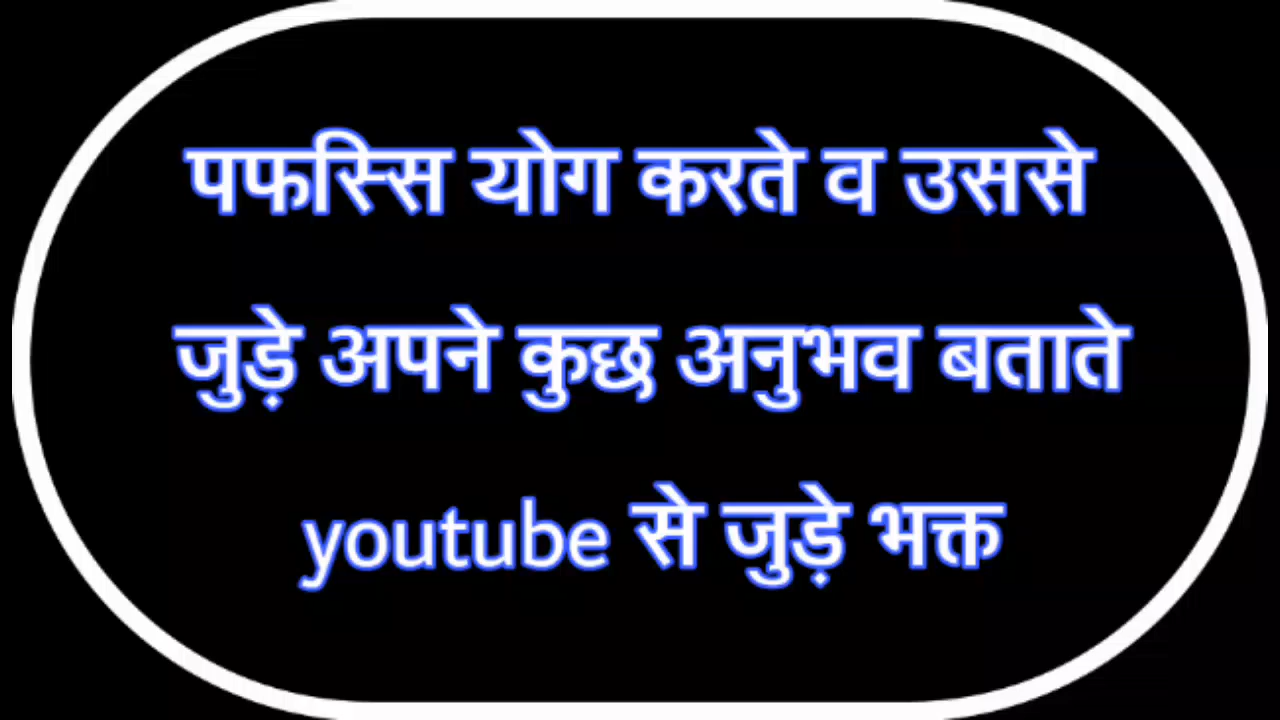 पफस्सि योग करते व उससे
जुड़े अपने कुछ अनुभव बताते
youtube से जुड़े भक्त